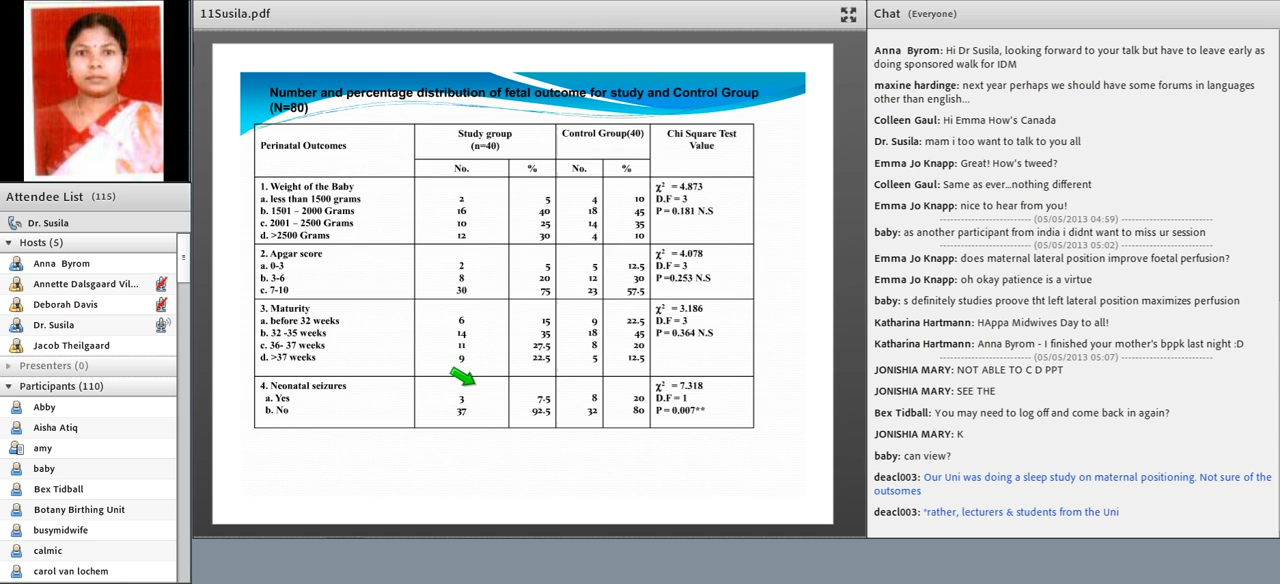 11Susila.pdf
Number and percentage distribution of fetal outcome for study and Control Group
(N=80)
Perinatal Outcomes
Study group
(n=40)
Control Group(40)
Chi Square Test
Value
No. % No. %
1. Weight of the Baby χ² = 4.873
a. less than 1500 grams 2 5 4 10 D.F = 3
b. 1501 – 2000 Grams 16 40 18 45 P = 0.181 N.S
c. 2001 – 2500 Grams 10 25 14 35
d. >2500 Grams 12 30 4 10
2. Apgar score χ² = 4.078
a. 0-3 2 5 5 12.5 D.F = 3
b. 3-6 8 20 12 30 P =0.253 N.S
c. 7-10 30 75 23 57.5
3. Maturity χ² = 3.186
a. before 32 weeks 6 15 9 22.5 D.F = 3
b. 32 -35 weeks 14 35 18 45 P = 0.364 N.S
c. 36- 37 weeks 11 27.5 8 20
d. >37 weeks 9 22.5 5 12.5
4. Neonatal seizures χ² = 7.318
a. Yes 3 7.5 8 20 D.F = 1
b. No 37 92.5 32 80 P = 0.007**
Attendee List (115)
Dr. Susila
Hosts (5)
Anna Byrom
Annette Dalsgaard Vil...
Deborah Davis
Dr. Susila
Jacob Theilgaard
Presenters (0)
Participants (110)
Abby
Aisha Atiq
amy
baby
Bex Tidball
Botany Birthing Unit
busymidwife
calmic
carol van lochem
Chat (Everyone)
Anna Byrom: Hi Dr Susila, looking forward to your talk but have to leave early as
doing sponsored walk for IDM
maxine hardinge: next year perhaps we should have some forums in languages
other than english...
Colleen Gaul: Hi Emma How's Canada
Dr. Susila: mam i too want to talk to you all
Emma Jo Knapp: Great! How's tweed?
Colleen Gaul: Same as ever...nothing different
Emma Jo Knapp: nice to hear from you!
(05/05/2013 04:59)
baby: as another participant from india i didnt want to miss ur session
(05/05/2013 05:02)
Emma Jo Knapp: does maternal lateral position improve foetal perfusion?
Emma Jo Knapp: oh okay patience is a virtue
baby: s definitely studies proove tht left lateral position maximizes perfusion
Katharina Hartmann: HAppa Midwives Day to all!
Katharina Hartmann: Anna Byrom - I finished your mother's bppk last night :D
(05/05/2013 05:07)
JONISHIA MARY: NOT ABLE TO C D PPT
JONISHIA MARY: SEE THE
Bex Tidball: You may need to log off and come back in again?
JONISHIA MARY: K
baby: can view?
deacl003: Our Uni was doing a sleep study on maternal positioning. Not sure of the
outcomes
deacl003: *rather, lecturers & students from the Uni